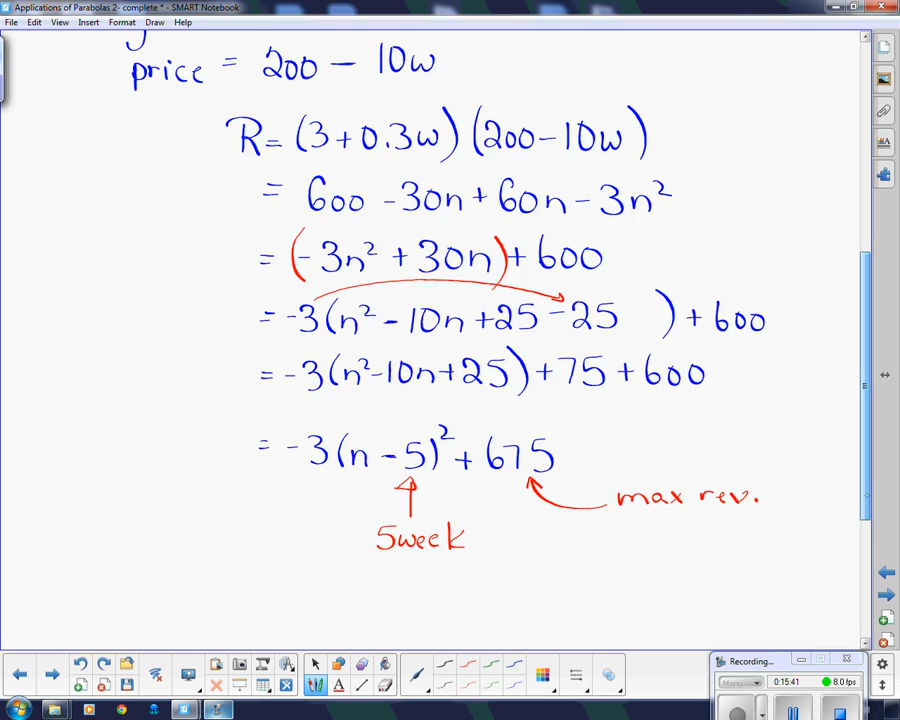 Applications of Parabolas 2- complete * - SMART Notebook
File Edit View Insert Format Draw Help
price = 200 - 10w
R = (3+0.3w)(200-10w)
= 600 -30n + 60n - 3n²
= (-3n² + 30n) + 600
= -3(n² - 10n +25 -25 ) + 600
= -3(n²-10n+25) +75 + 600
= -3(n - 5)² + 675
max rev.
5week
Recording...
Menu
0:15:41
8.0 fps